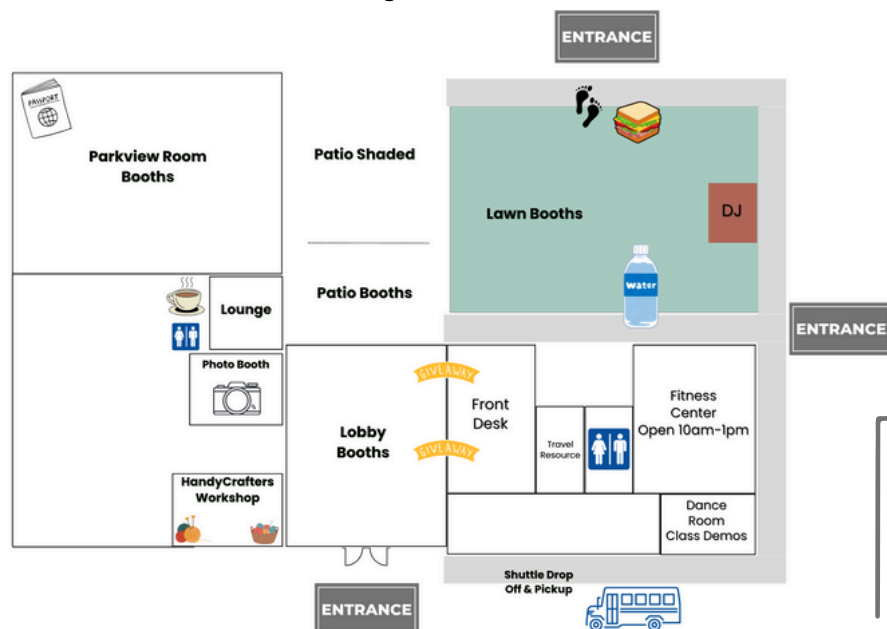 ENTRANCE
PASSPORT
Parkview Room
Booths
Patio Shaded
Lawn Booths
DJ
Patio Booths
Water
Lounge
ENTRANCE
Photo Booth
GIVEAWAY
Front
Desk
Fitness
Center
Open 10am-1pm
Lobby
Booths
GIVEAWAY
Travel
Resource
HandyCrafters
Workshop
Dance
Room
Class Demos
Shuttle Drop
Off & Pickup
ENTRANCE